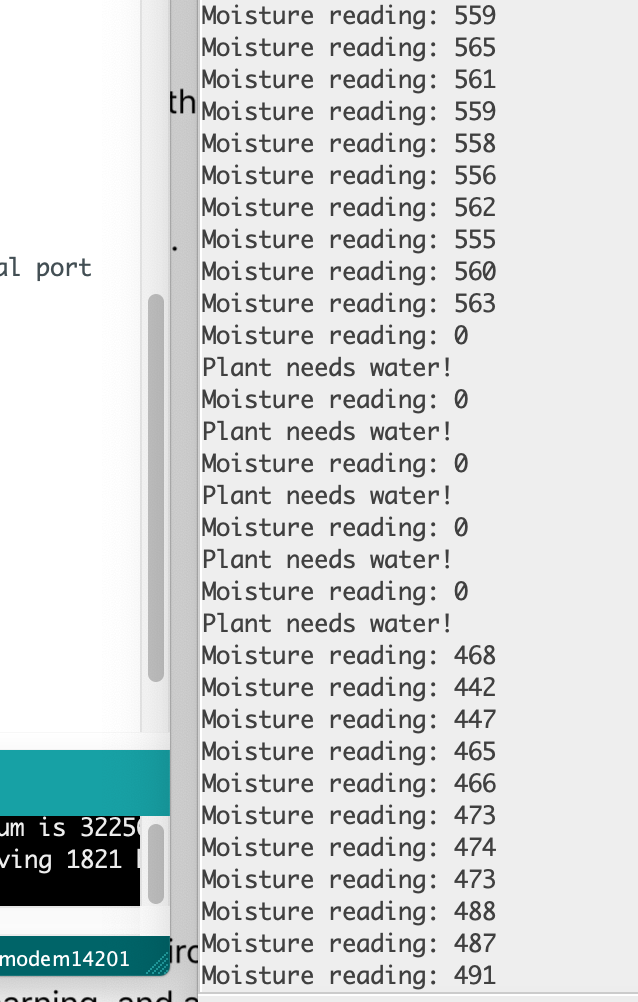 Moisture reading: 559
Moisture reading: 565
Moisture reading: 561
th
Moisture reading: 559
Moisture reading: 558
Moisture reading: 556
Moisture reading: 562
.
Moisture reading: 555
al port
Moisture reading: 560
Moisture reading: 563
Moisture reading: 0
Plant needs water!
Moisture reading: 0
Plant needs water!
Moisture reading: 0
Plant needs water!
Moisture reading: 0
Plant needs water!
Moisture reading: 0
Plant needs water!
Moisture reading: 468
Moisture reading: 442
Moisture reading: 447
Moisture reading: 465
Moisture reading: 466
Moisture reading: 473
Moisture reading: 474
Moisture reading: 473
Moisture reading: 488
Moisture reading: 487
Moisture reading: 491
um is 32256
ving 1821
modem14201